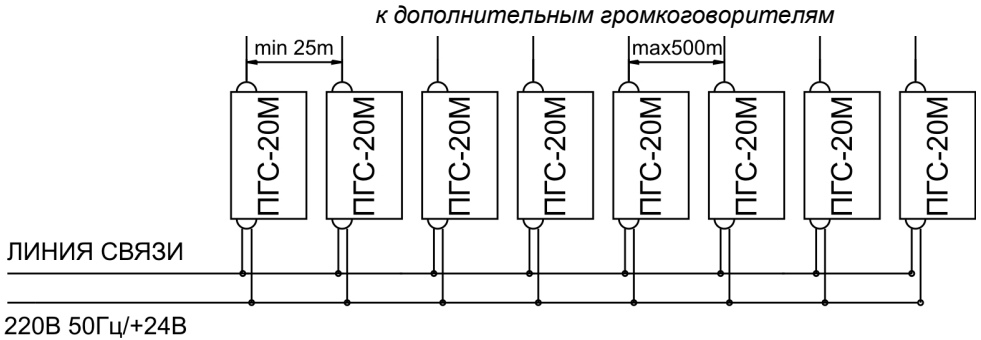 к дополнительным громкоговорителям
min 25m
max500m
ПГС-20М
ПГС-20М
ПГС-20М
ПГС-20М
ПГС-20М
ПГС-20М
ПГС-20М
ПГС-20М
ЛИНИЯ СВЯЗИ
220В 50Гц/+24В